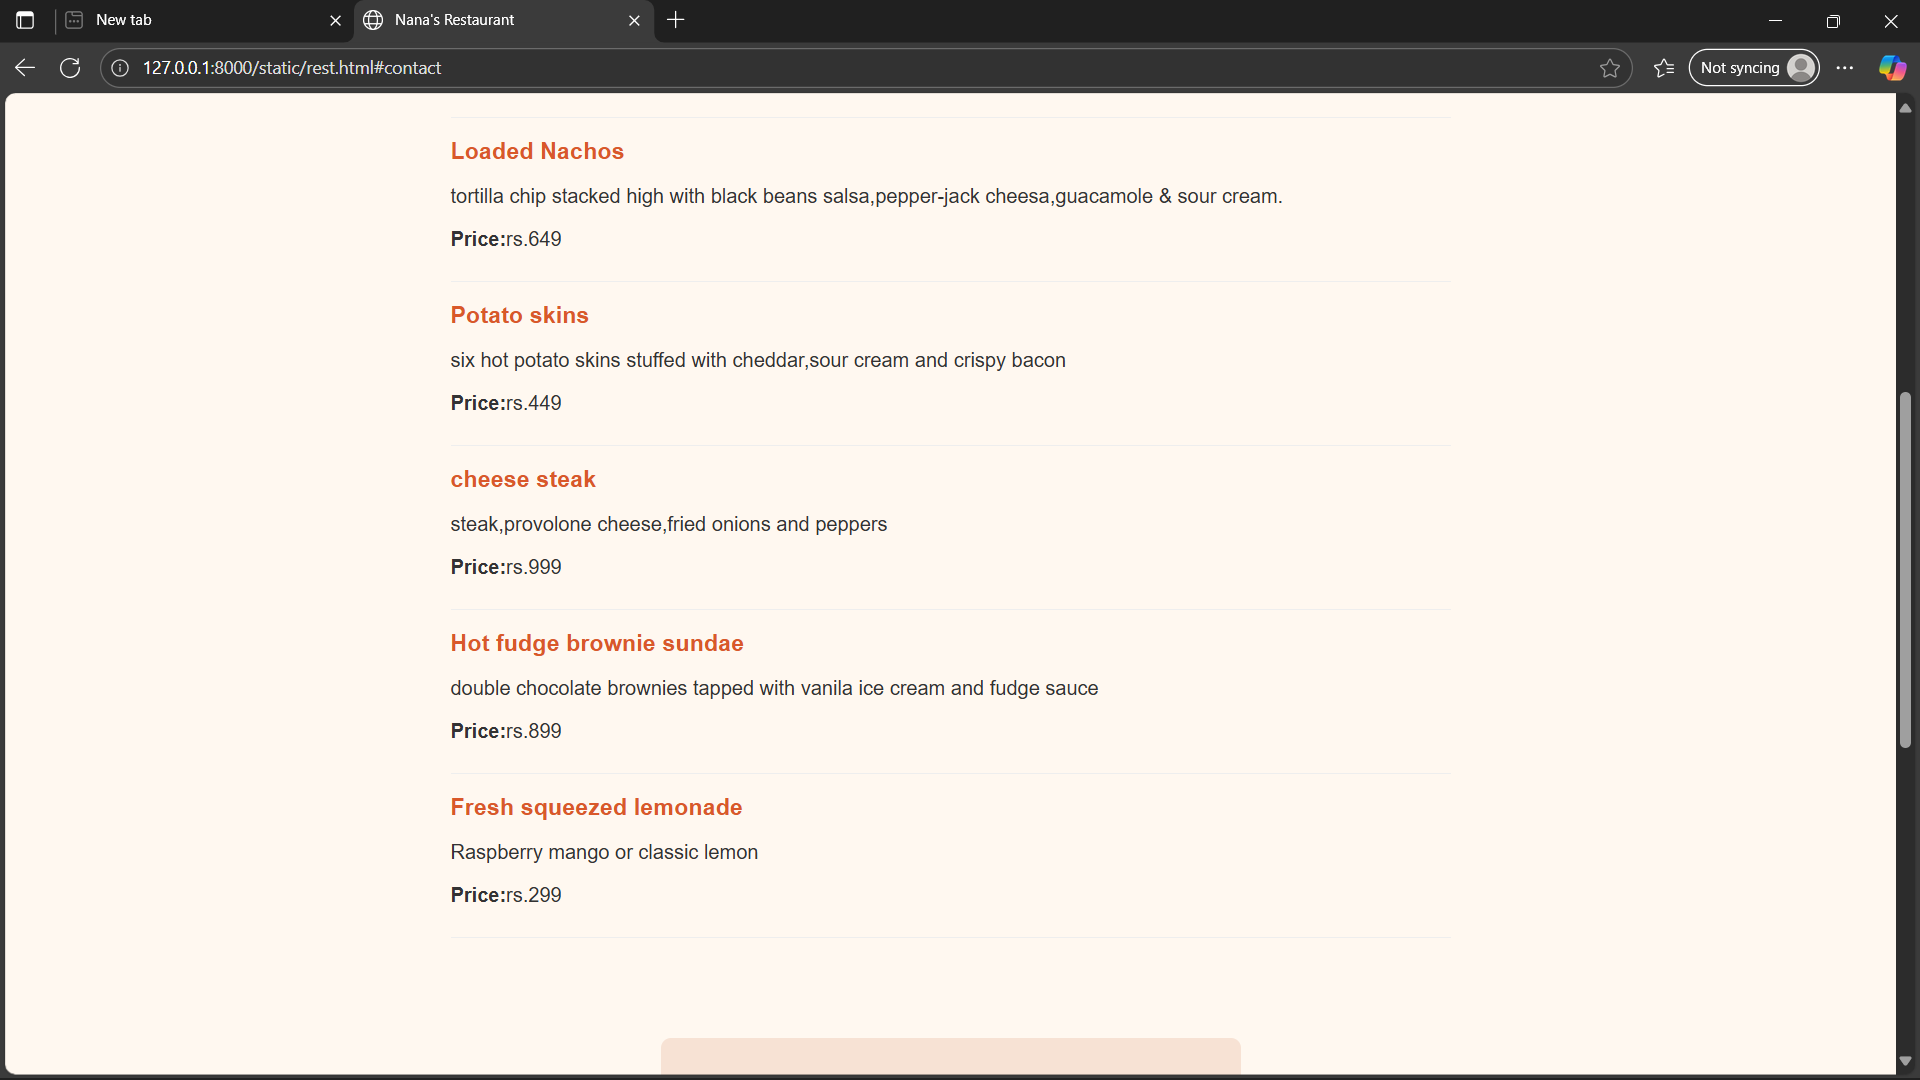 New tab
Nana's Restaurant
127.0.0.1:8000/static/rest.html#contact
Not syncing
Loaded Nachos
tortilla chip stacked high with black beans salsa,pepper-jack cheesa,guacamole & sour cream.
Price:rs.649
Potato skins
six hot potato skins stuffed with cheddar,sour cream and crispy bacon
Price:rs.449
cheese steak
steak,provolone cheese,fried onions and peppers
Price:rs.999
Hot fudge brownie sundae
double chocolate brownies tapped with vanila ice cream and fudge sauce
Price:rs.899
Fresh squeezed lemonade
Raspberry mango or classic lemon
Price:rs.299